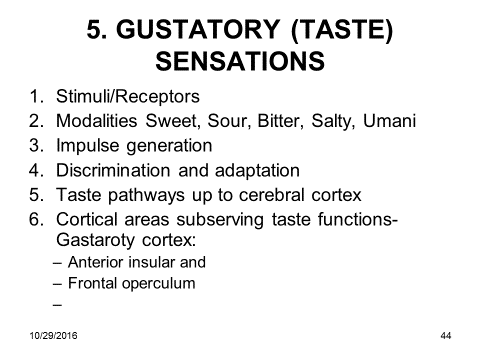 5. GUSTATORY (TASTE)
SENSATIONS
1. Stimuli/Receptors
2. Modalities Sweet, Sour, Bitter, Salty, Umani
3. Impulse generation
4. Discrimination and adaptation
5. Taste pathways up to cerebral cortex
6. Cortical areas subserving taste functions-
Gastaroty cortex:
– Anterior insular and
– Frontal operculum
–
10/29/2016 44